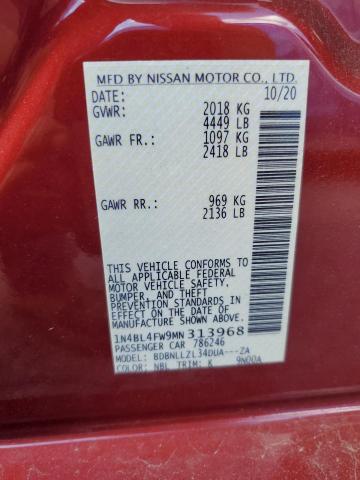 MFD BY NISSAN MOTOR CO., LTD.
DATE: 10/20
GVWR: 2018 KG
4449 LB
GAWR FR: 1097 KG
2418 LB
GAWR RR: 969 KG
2136 LB
THIS VEHICLE CONFORMS TO
ALL APPLICABLE FEDERAL
MOTOR VEHICLE SAFETY,
BUMPER, AND THEFT
PREVENTION STANDARDS
IN EFFECT ON THE DATE OF
MANUFACTURE SHOWN ABOVE
1N4BL4FW9MN313968
PASSENGER CAR 786246
MODEL: BDBNLLZL34DUA---ZA
COLOR: NBL TRIM: K 9N00A